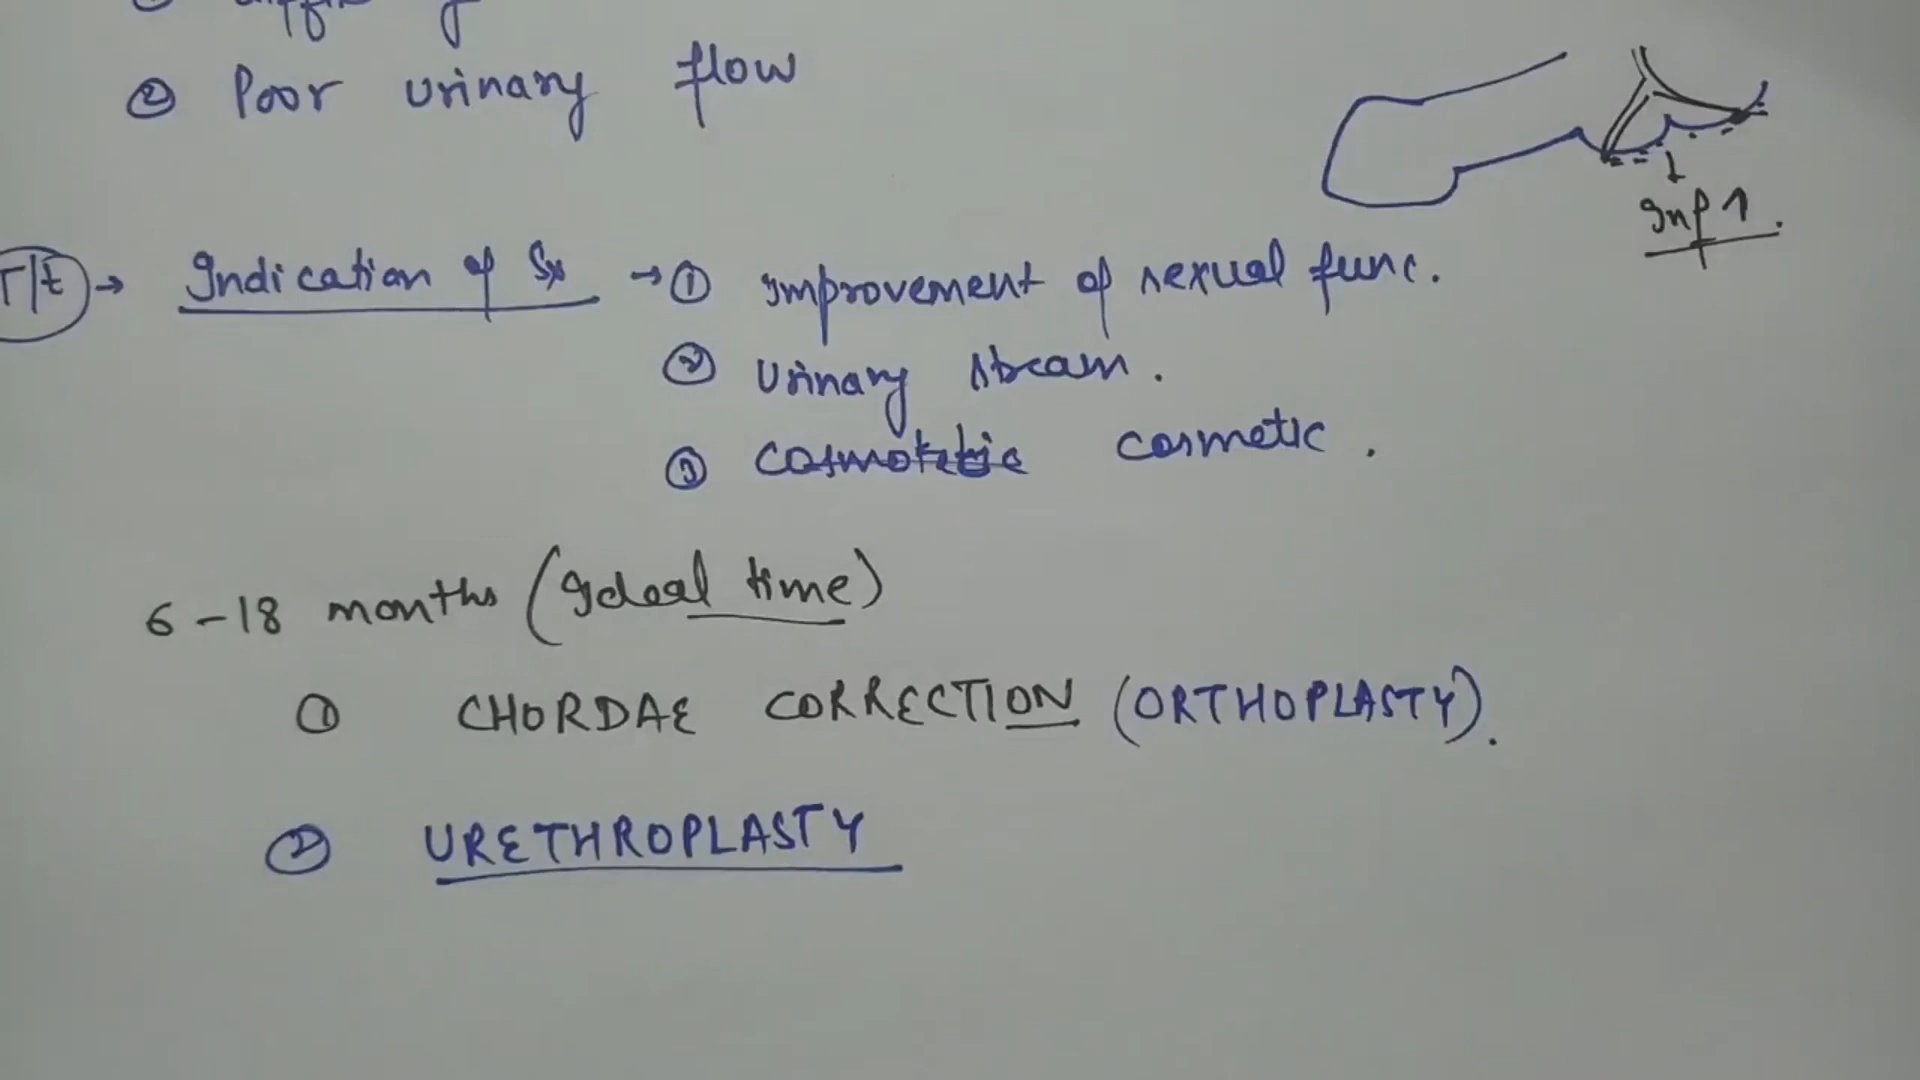 ② Poor urinary flow
Inf ↑.
T/t → Indication of Sx → ① improvement of sexual func.
② Urinary stream.
③ cosmetic.
6-18 months (Ideal time)
① CHORDAE CORRECTION (ORTHOPLASTY).
② URETHROPLASTY